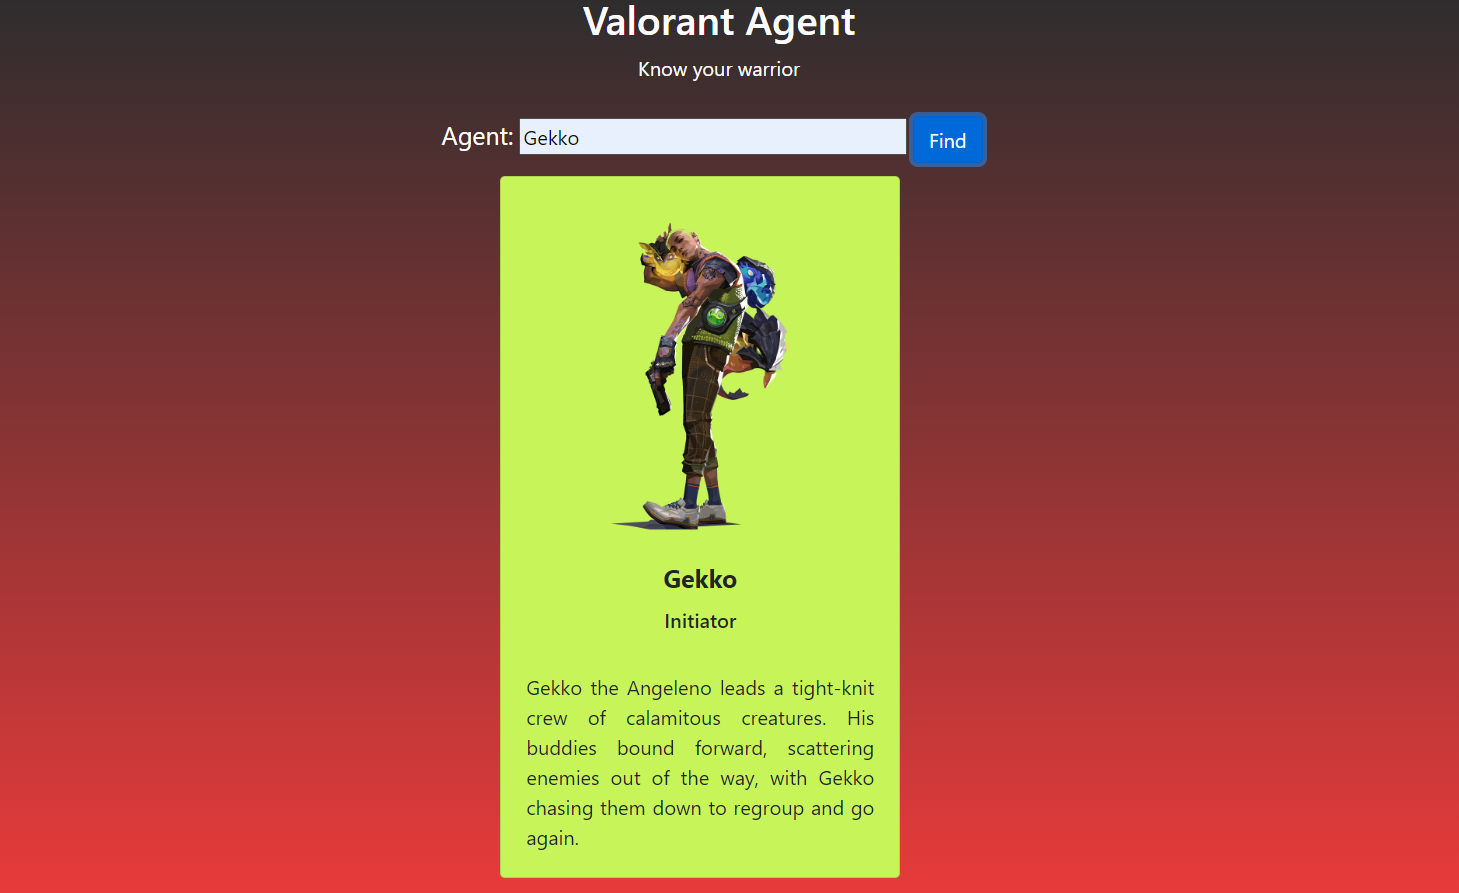 Valorant Agent
Know your warrior
Agent: Gekko Find
Gekko
Initiator
Gekko the Angeleno leads a tight-knit
crew of calamitous creatures. His
buddies bound forward, scattering
enemies out of the way, with Gekko
chasing them down to regroup and go
again.